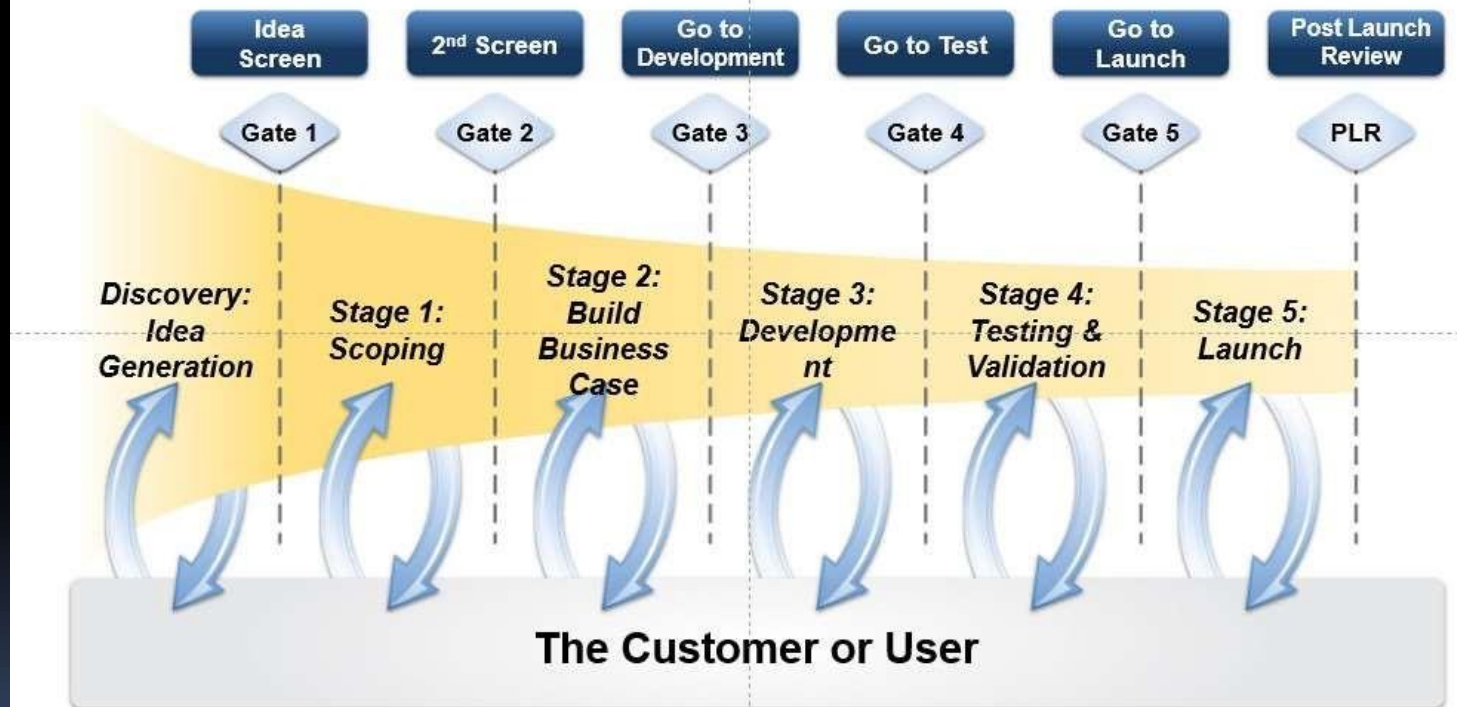 Idea
Screen
2nd Screen
Go to
Development
Go to Test
Go to
Launch
Post Launch
Review
Gate 1
Gate 2
Gate 3
Gate 4
Gate 5
PLR
Discovery:
Idea
Generation
Stage 1:
Scoping
Stage 2:
Build
Business
Case
Stage 3:
Developme
nt
Stage 4:
Testing &
Validation
Stage 5:
Launch
The Customer or User